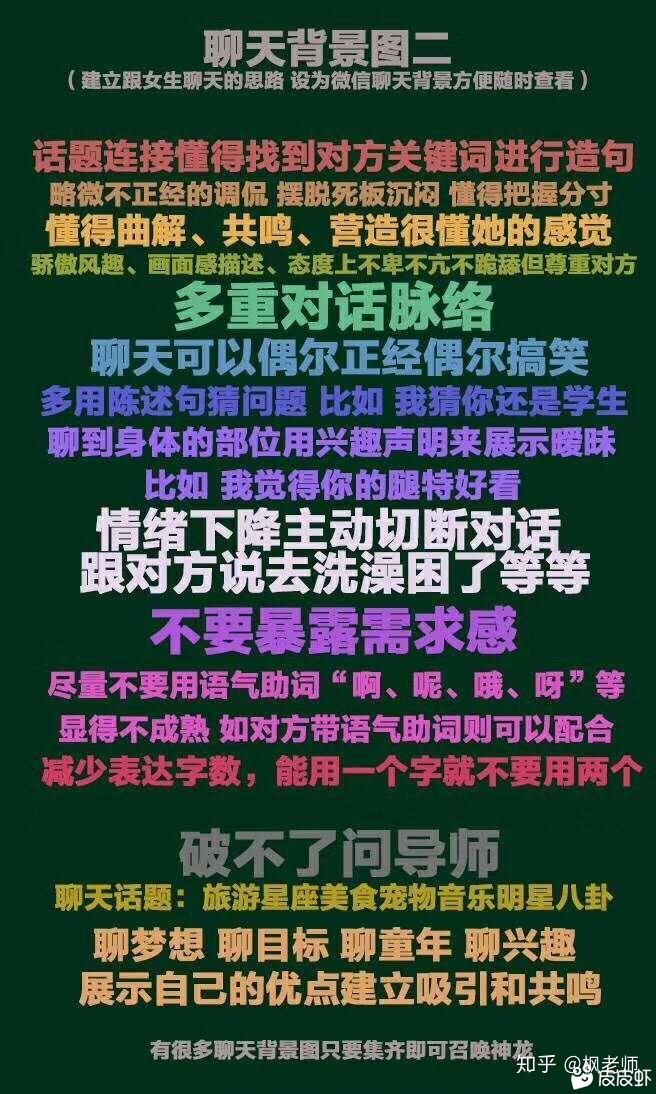 聊天背景图二
（建立跟女生聊天的思路 设为微信聊天背景方便随时查看）
话题连接懂得找到对方关键词进行造句
略微不正经的调侃 摆脱死板沉闷 懂得把握分寸
懂得曲解、共鸣、营造很懂她的感觉
骄傲风趣、画面感描述、态度上不卑不亢不跪舔但尊重对方
多重对话脉络
聊天可以偶尔正经偶尔搞笑
多用陈述句猜问题 比如 我猜你还是学生
聊到身体的部位用兴趣声明来展示暧昧
比如 我觉得你的腿特好看
情绪下降主动切断对话
跟对方说去洗澡困了等等
不要暴露需求感
尽量不要用语气助词“啊、呢、哦、呀”等
显得不成熟 如对方带语气助词则可以配合
减少表达字数，能用一个字就不要用两个
破不了问导师
聊天话题：旅游星座美食宠物音乐明星八卦
聊梦想 聊目标 聊童年 聊兴趣
展示自己的优点建立吸引和共鸣
有很多聊天背景图只要集齐即可召唤神龙
知乎 @枫老师
皮皮虾